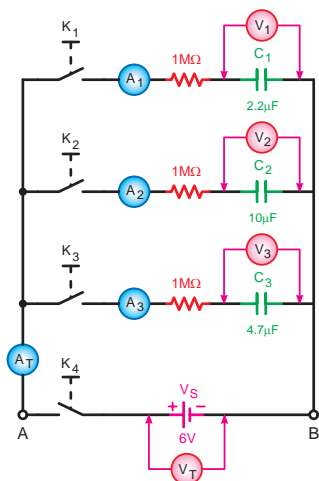 K1
A1
1MΩ
V1
C1
2.2μF
K2
A2
1MΩ
V2
C2
10μF
K3
A3
1MΩ
V3
C3
4.7μF
AT
K4
VS
+ −
6V
A
B
VT